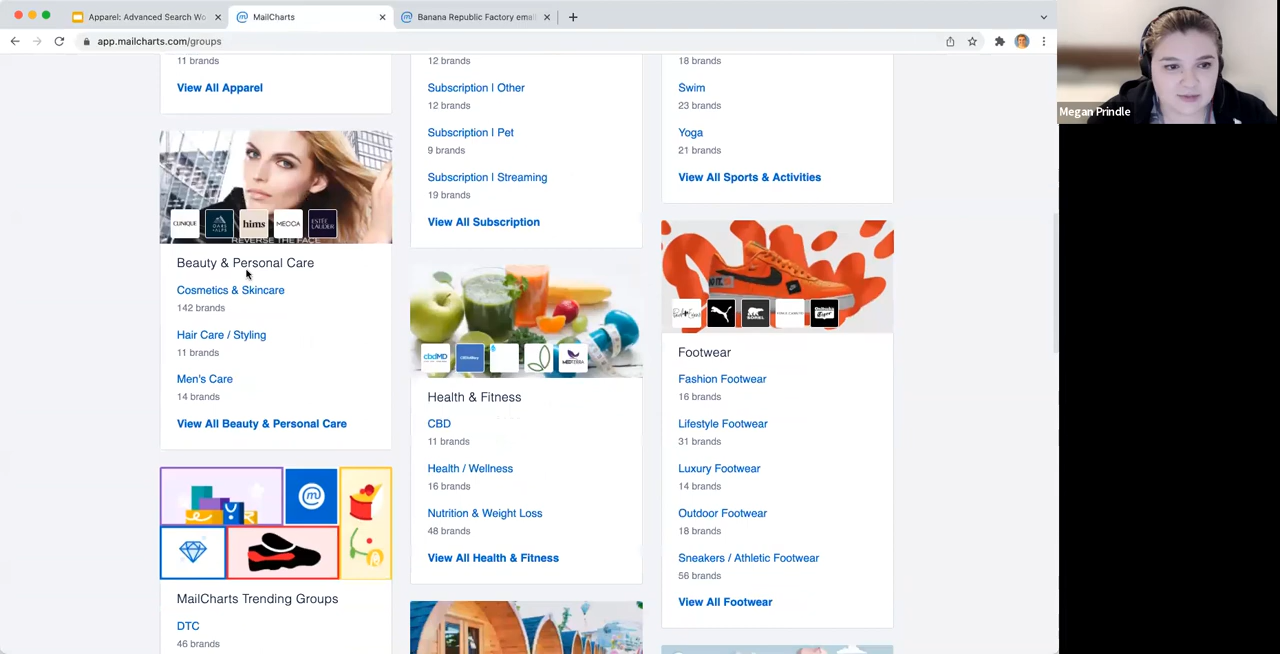 Apparel: Advanced Search Wo
MailCharts
Banana Republic Factory emai
app.mailcharts.com/groups
Megan Prindle
11 brands
View All Apparel
CLINIQUE
hims
MECCA
ESTĒE LAUDER
REVERSE THE FACE
Beauty & Personal Care
Cosmetics & Skincare
142 brands
Hair Care / Styling
11 brands
Men's Care
14 brands
View All Beauty & Personal Care
MailCharts Trending Groups
DTC
46 brands
12 brands
Subscription | Other
12 brands
Subscription | Pet
9 brands
Subscription | Streaming
19 brands
View All Subscription
cbdMD
Health & Fitness
CBD
11 brands
Health / Wellness
16 brands
Nutrition & Weight Loss
48 brands
View All Health & Fitness
18 brands
Swim
23 brands
Yoga
21 brands
View All Sports & Activities
SOREL
Footwear
Fashion Footwear
16 brands
Lifestyle Footwear
31 brands
Luxury Footwear
14 brands
Outdoor Footwear
18 brands
Sneakers / Athletic Footwear
56 brands
View All Footwear